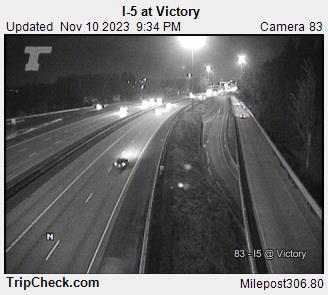 I-5 at Victory
Updated Nov 10 2023 9:34 PM Camera 83
T
N
83 - I5 @ Victory
TripCheck.com Milepost306.80